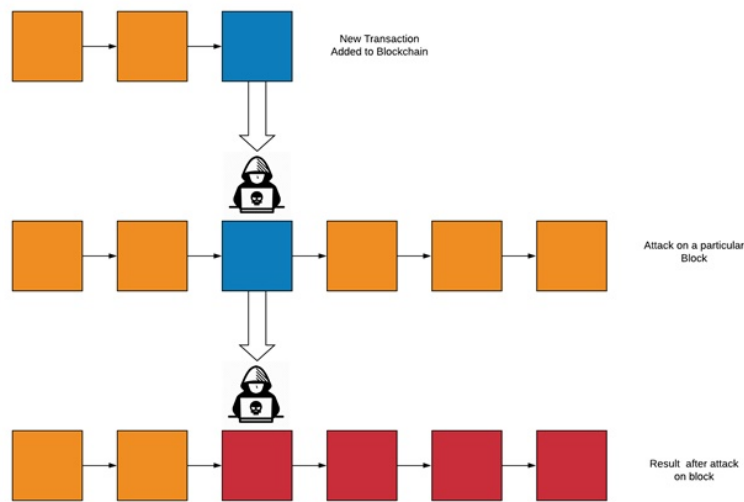 New Transaction
Added to Blockchain
Attack on a particular
Block
Result after attack
on block